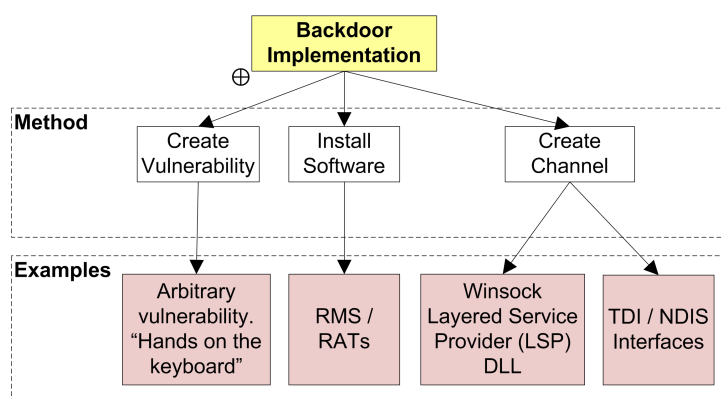 Backdoor
Implementation
Method
Create
Vulnerability
Install
Software
Create
Channel
Examples
Arbitrary
vulnerability.
“Hands on the
keyboard”
RMS /
RATs
Winsock
Layered Service
Provider (LSP)
DLL
TDI / NDIS
Interfaces